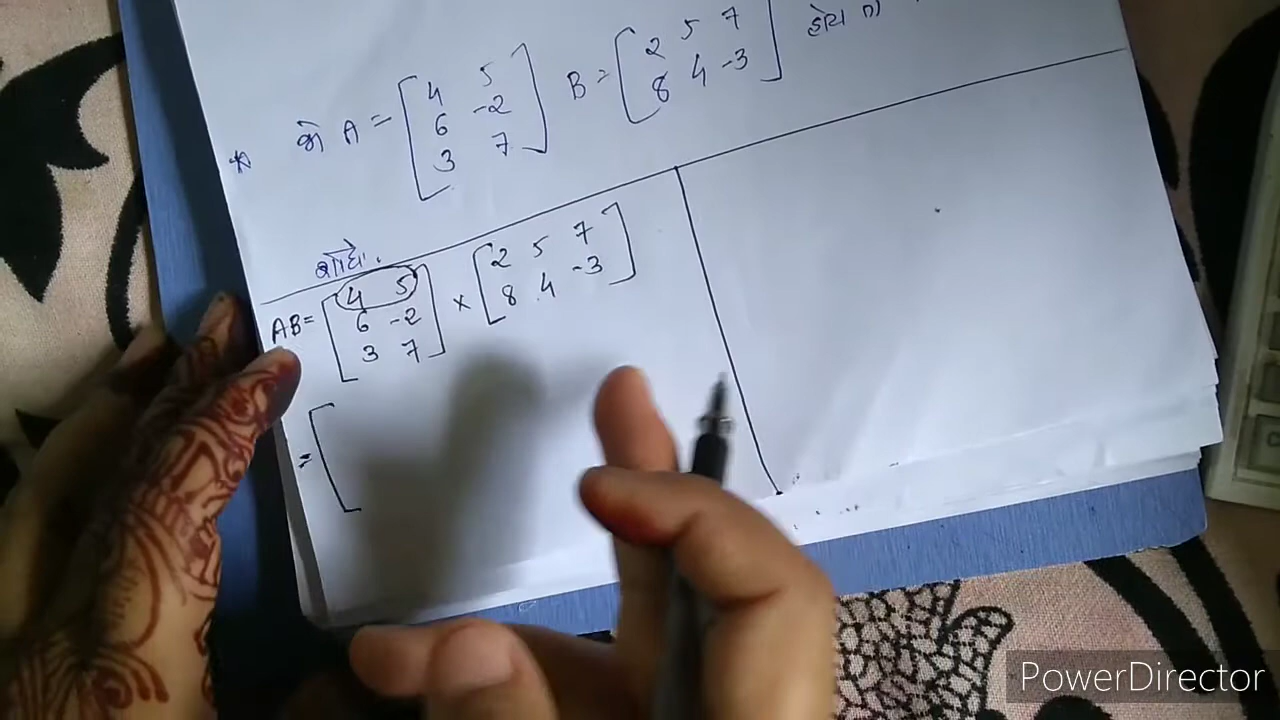 * જો A = [4 5 6 -2 3 7] B = [2 5 7 8 4 -3] હોય તો
શોધો.
AB = [4 5 6 -2 3 7] × [2 5 7 8 4 -3]
= [
PowerDirector